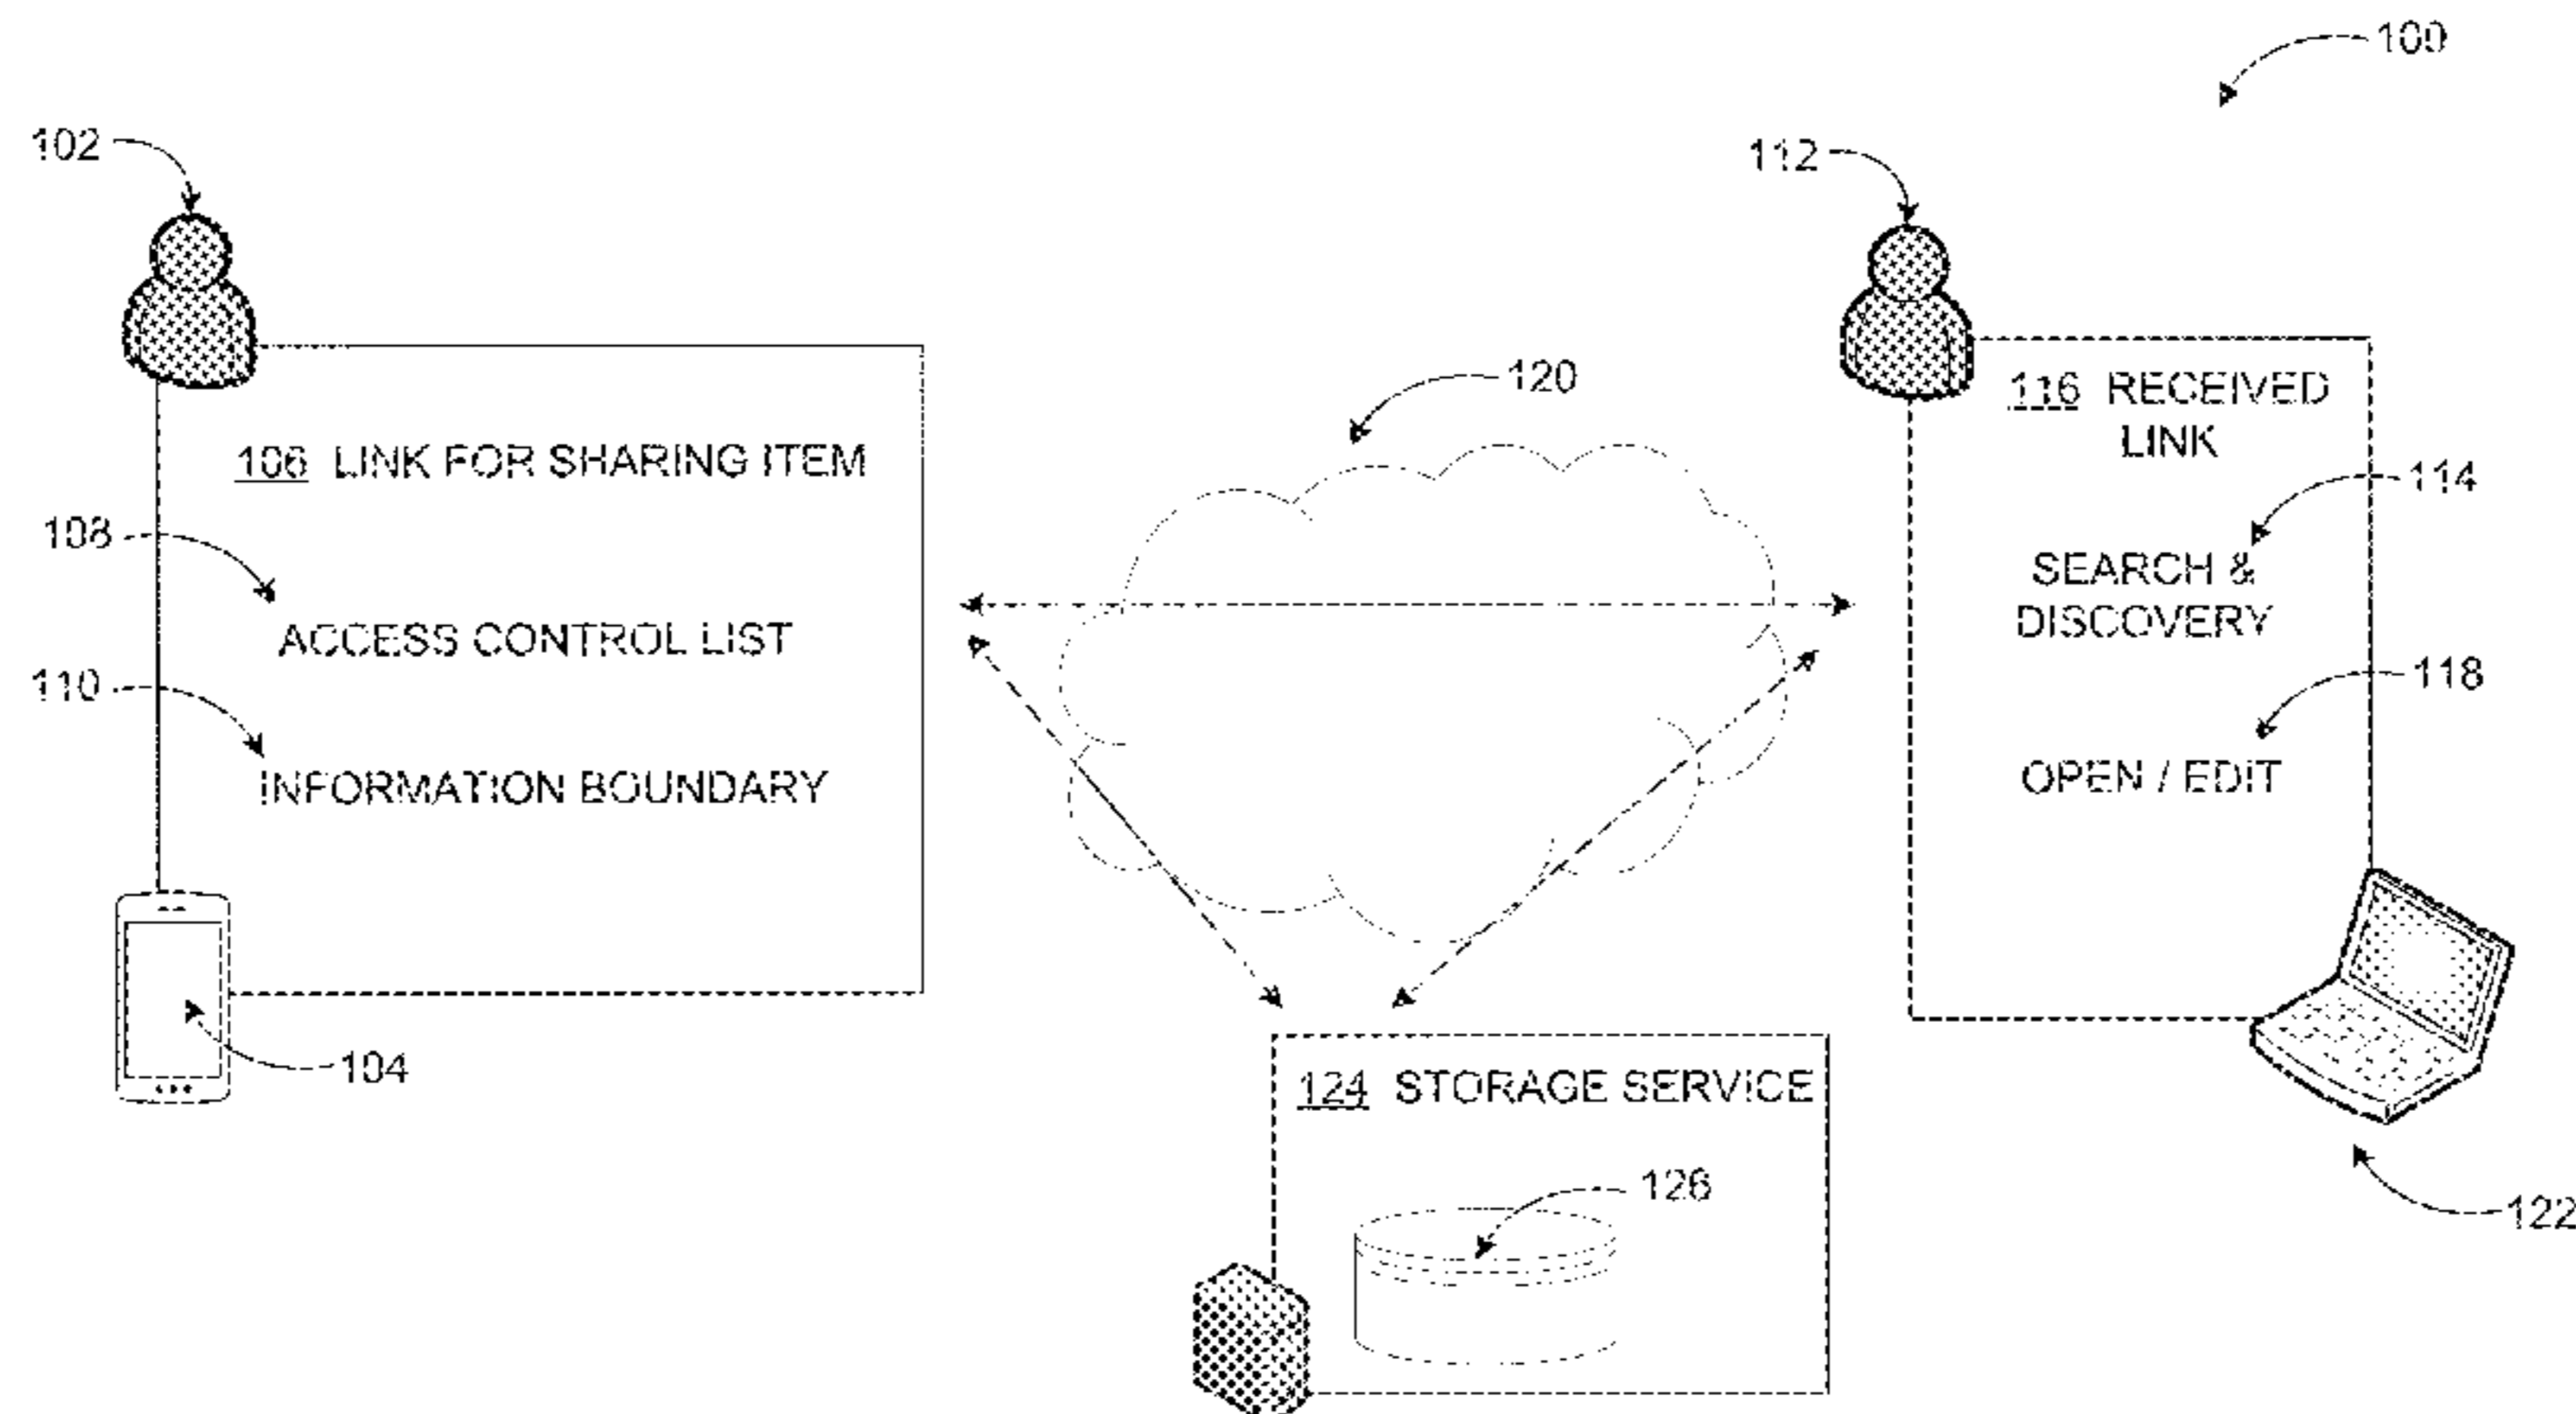 100
102
112
120
116 RECEIVED
LINK
106 LINK FOR SHARING ITEM
114
108
SEARCH &
DISCOVERY
ACCESS CONTROL LIST
110
118
INFORMATION BOUNDARY
OPEN / EDIT
104
124 STORAGE SERVICE
126
122